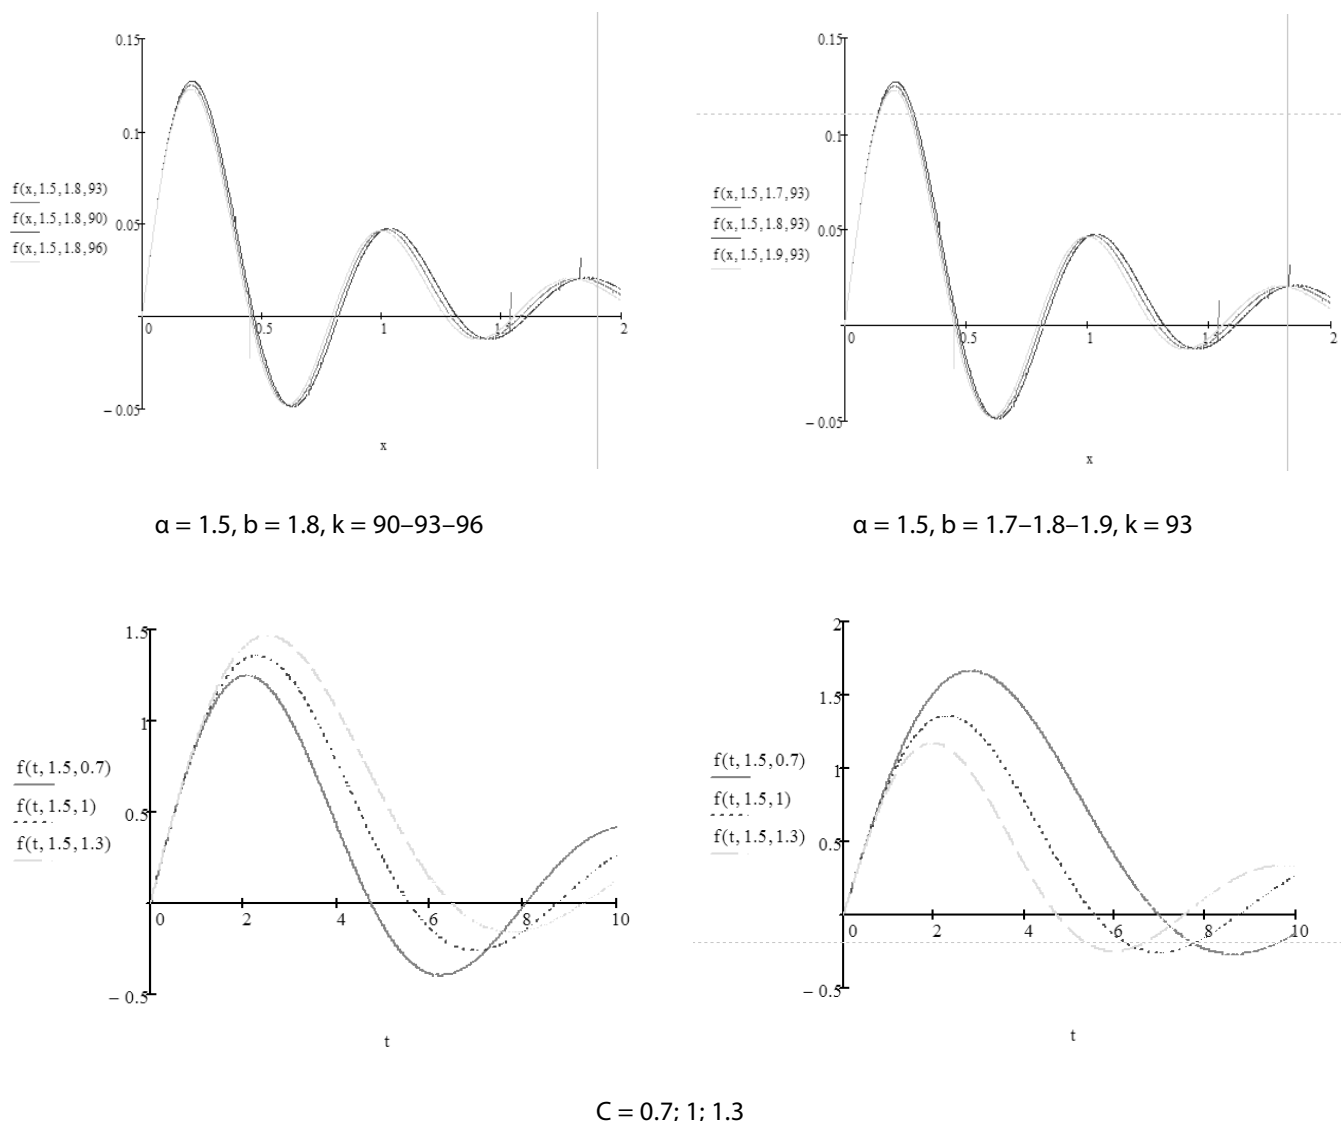 0.15
0.1
0.05
− 0.05
f(x,1.5,1.8,93)
f(x,1.5,1.8,90)
f(x,1.5,1.8,96)
0
0.5
1
1.5
2
x
α = 1.5, b = 1.8, k = 90–93–96
0.15
0.1
0.05
− 0.05
f(x,1.5,1.7,93)
f(x,1.5,1.8,93)
f(x,1.5,1.9,93)
0
0.5
1
1.5
2
x
α = 1.5, b = 1.7–1.8–1.9, k = 93
1.5
1
0.5
− 0.5
f(t,1.5,0.7)
f(t,1.5,1)
f(t,1.5,1.3)
0
2
4
6
8
10
t
2
1.5
1
0.5
− 0.5
f(t,1.5,0.7)
f(t,1.5,1)
f(t,1.5,1.3)
0
2
4
6
8
10
t
C = 0.7; 1; 1.3